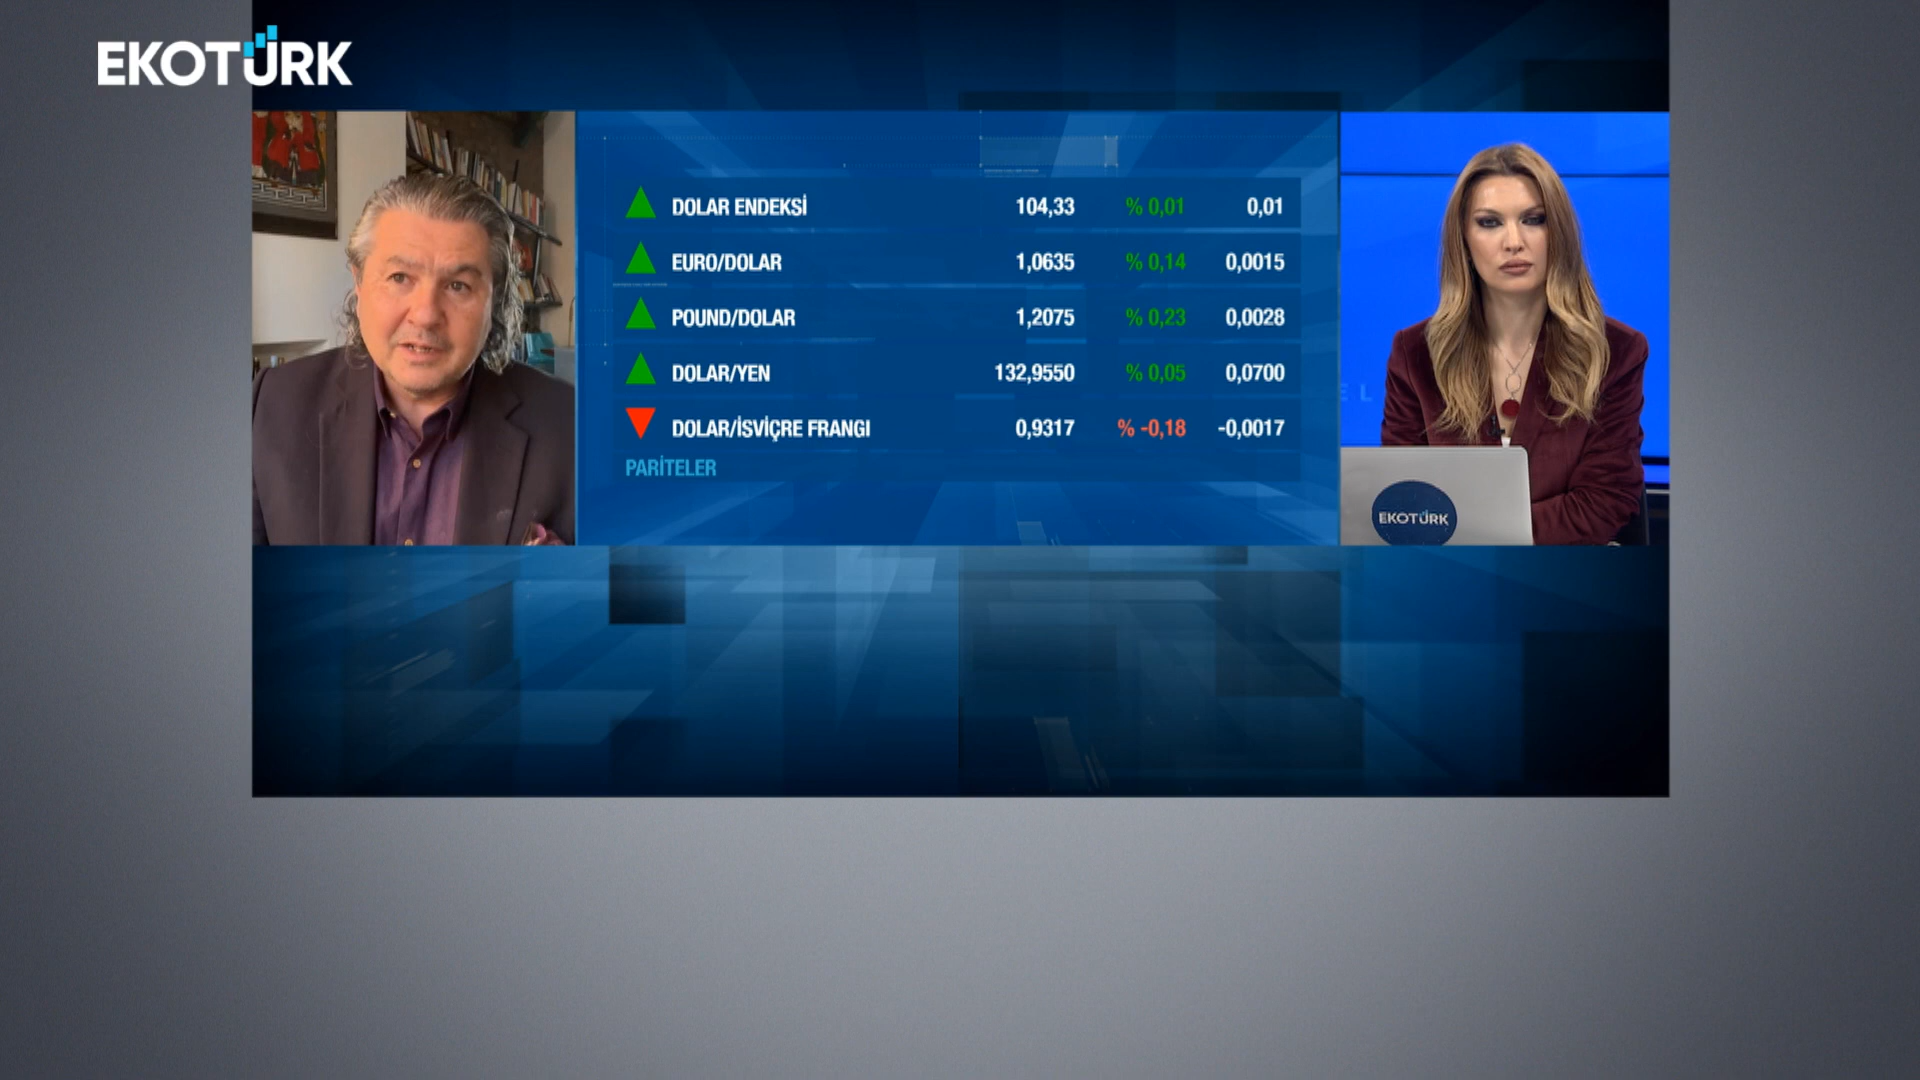 EKOTÜRK
DOLAR ENDEKSİ 104,33 % 0,01 0,01
EURO/DOLAR 1,0635 % 0,14 0,0015
POUND/DOLAR 1,2075 % 0,23 0,0028
DOLAR/YEN 132,9550 % 0,05 0,0700
DOLAR/İSVİÇRE FRANGI 0,9317 % -0,18 -0,0017
PARİTELER
EKOTÜRK